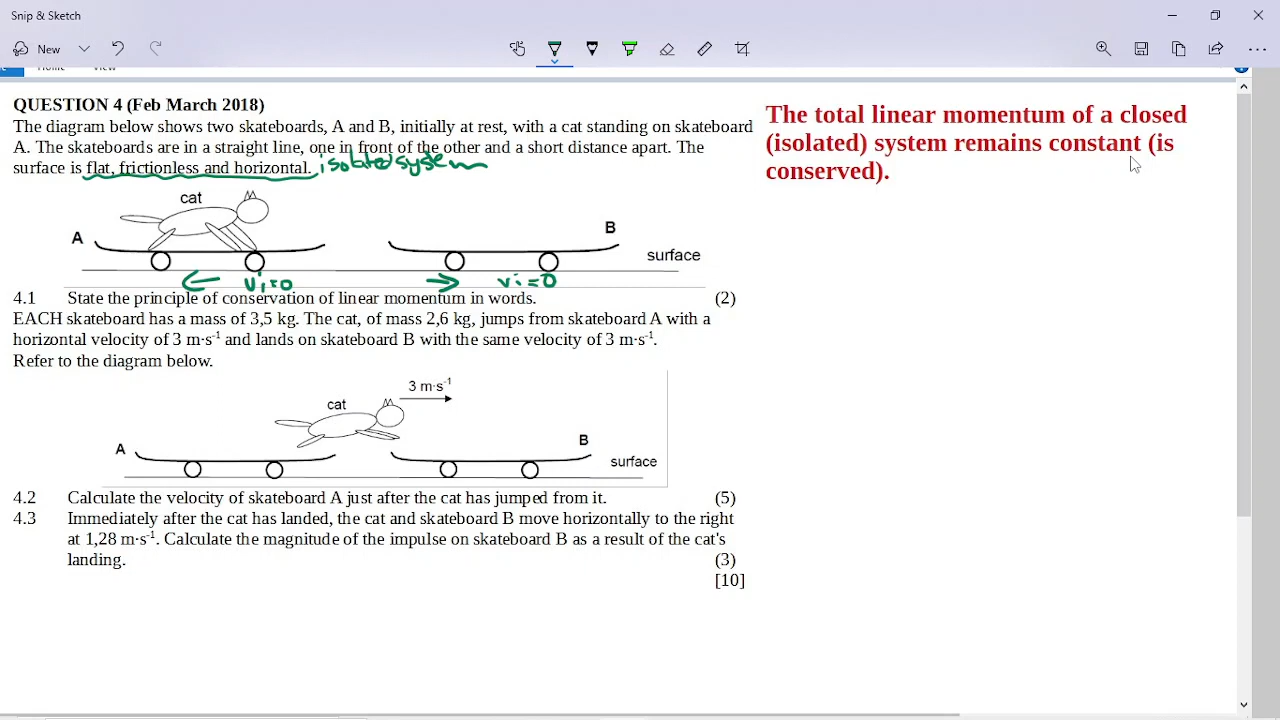 Snip & Sketch
New
QUESTION 4 (Feb March 2018)
The diagram below shows two skateboards, A and B, initially at rest, with a cat standing on skateboard
A. The skateboards are in a straight line, one in front of the other and a short distance apart. The
surface is flat, frictionless and horizontal. isolated system
cat
A
B
surface
vi=0
vi=0
4.1 State the principle of conservation of linear momentum in words. (2)
EACH skateboard has a mass of 3,5 kg. The cat, of mass 2,6 kg, jumps from skateboard A with a
horizontal velocity of 3 m·s-1 and lands on skateboard B with the same velocity of 3 m·s-1.
Refer to the diagram below.
3 m·s-1
cat
A
B
surface
4.2 Calculate the velocity of skateboard A just after the cat has jumped from it. (5)
4.3 Immediately after the cat has landed, the cat and skateboard B move horizontally to the right
at 1,28 m·s-1. Calculate the magnitude of the impulse on skateboard B as a result of the cat's
landing. (3)
[10]
The total linear momentum of a closed
(isolated) system remains constant (is
conserved).